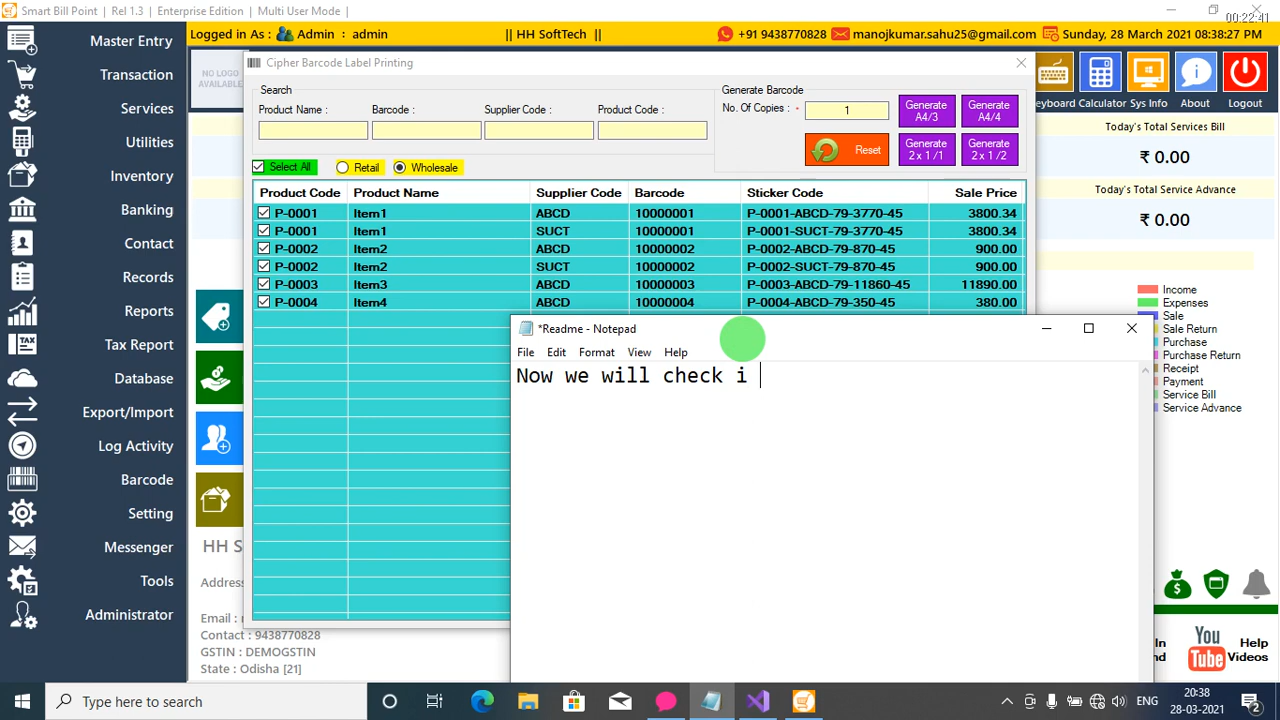 Smart Bill Point | Rel 1.3 | Enterprise Edition | Multi User Mode |
00:22:41
Logged in As : Admin : admin || HH SoftTech || +91 9438770828 manojkumar.sahu25@gmail.com Sunday, 28 March 2021 08:38:27 PM
Master Entry
Transaction
Services
Utilities
Inventory
Banking
Contact
Records
Reports
Tax Report
Database
Export/Import
Log Activity
Barcode
Setting
Messenger
Tools
Administrator
NO LOGO
AVAILABLE
Cipher Barcode Label Printing
Search
Product Name : Barcode : Supplier Code : Product Code :
Generate Barcode
No. Of Copies : * 1
Generate A4/3
Generate A4/4
Reset
Generate 2 x 1 /1
Generate 2 x 1 /2
Select All Retail Wholesale
Product Code Product Name Supplier Code Barcode Sticker Code Sale Price
P-0001 Item1 ABCD 10000001 P-0001-ABCD-79-3770-45 3800.34
P-0001 Item1 SUCT 10000001 P-0001-SUCT-79-3770-45 3800.34
P-0002 Item2 ABCD 10000002 P-0002-ABCD-79-870-45 900.00
P-0002 Item2 SUCT 10000002 P-0002-SUCT-79-870-45 900.00
P-0003 Item3 ABCD 10000003 P-0003-ABCD-79-11860-45 11890.00
P-0004 Item4 ABCD 10000004 P-0004-ABCD-79-350-45 380.00
*Readme - Notepad
File Edit Format View Help
Now we will check i
eyboard Calculator Sys Info About Logout
Today's Total Services Bill
₹ 0.00
Today's Total Service Advance
₹ 0.00
Income
Expenses
Sale
Sale Return
Purchase
Purchase Return
Receipt
Payment
Service Bill
Service Advance
HH S
Address
Email :
Contact : 9438770828
GSTIN : DEMOGSTIN
State : Odisha [21]
You
Tube
Help
Videos
Type here to search
ENG
20:38
28-03-2021
2